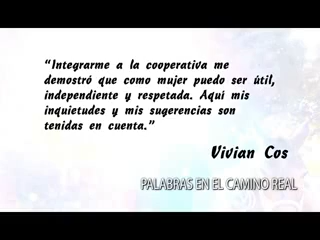 “Integrarme a la cooperativa me
demostró que como mujer puedo ser útil,
independiente y respetada. Aquí mis
inquietudes y mis sugerencias son
tenidas en cuenta.”
Vivian Cos
PALABRAS EN EL CAMINO REAL